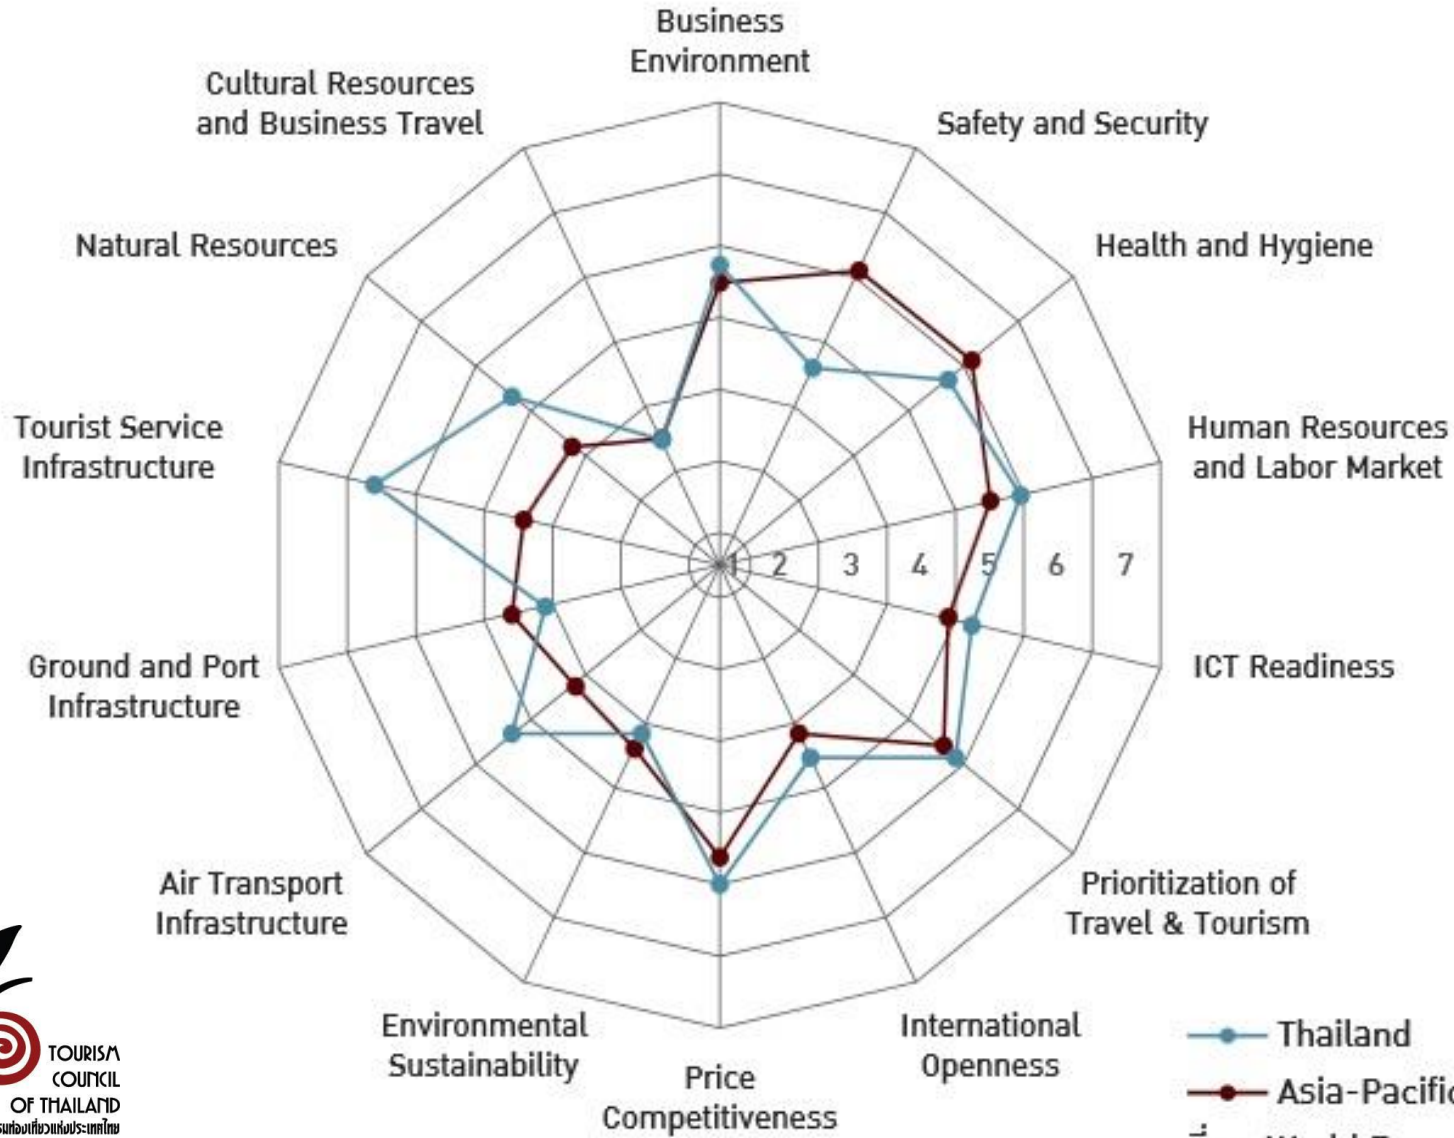 Business
Environment
Cultural Resources
and Business Travel
Safety and Security
Natural Resources
Health and Hygiene
Tourist Service
Infrastructure
Human Resources
and Labor Market
1 2 3 4 5 6 7
Ground and Port
Infrastructure
ICT Readiness
Air Transport
Infrastructure
Prioritization of
Travel & Tourism
Environmental
Sustainability
International
Openness
Price
Competitiveness
Thailand
Asia-Pacific
TOURISM
COUNCIL
OF THAILAND